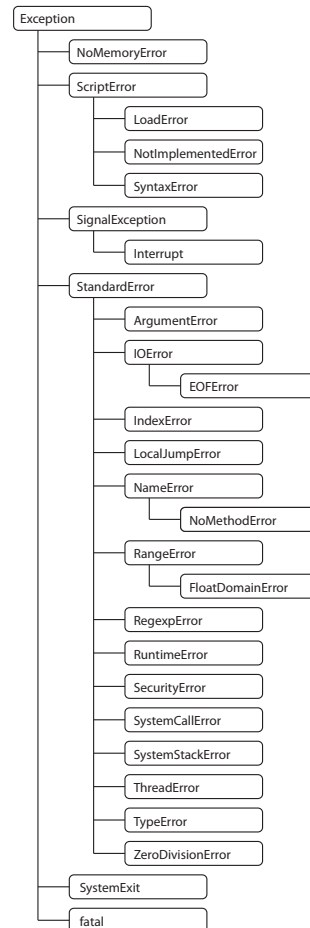 Exception
NoMemoryError
ScriptError
LoadError
NotImplementedError
SyntaxError
SignalException
Interrupt
StandardError
ArgumentError
IOError
EOFError
IndexError
LocalJumpError
NameError
NoMethodError
RangeError
FloatDomainError
RegexpError
RuntimeError
SecurityError
SystemCallError
SystemStackError
ThreadError
TypeError
ZeroDivisionError
SystemExit
fatal